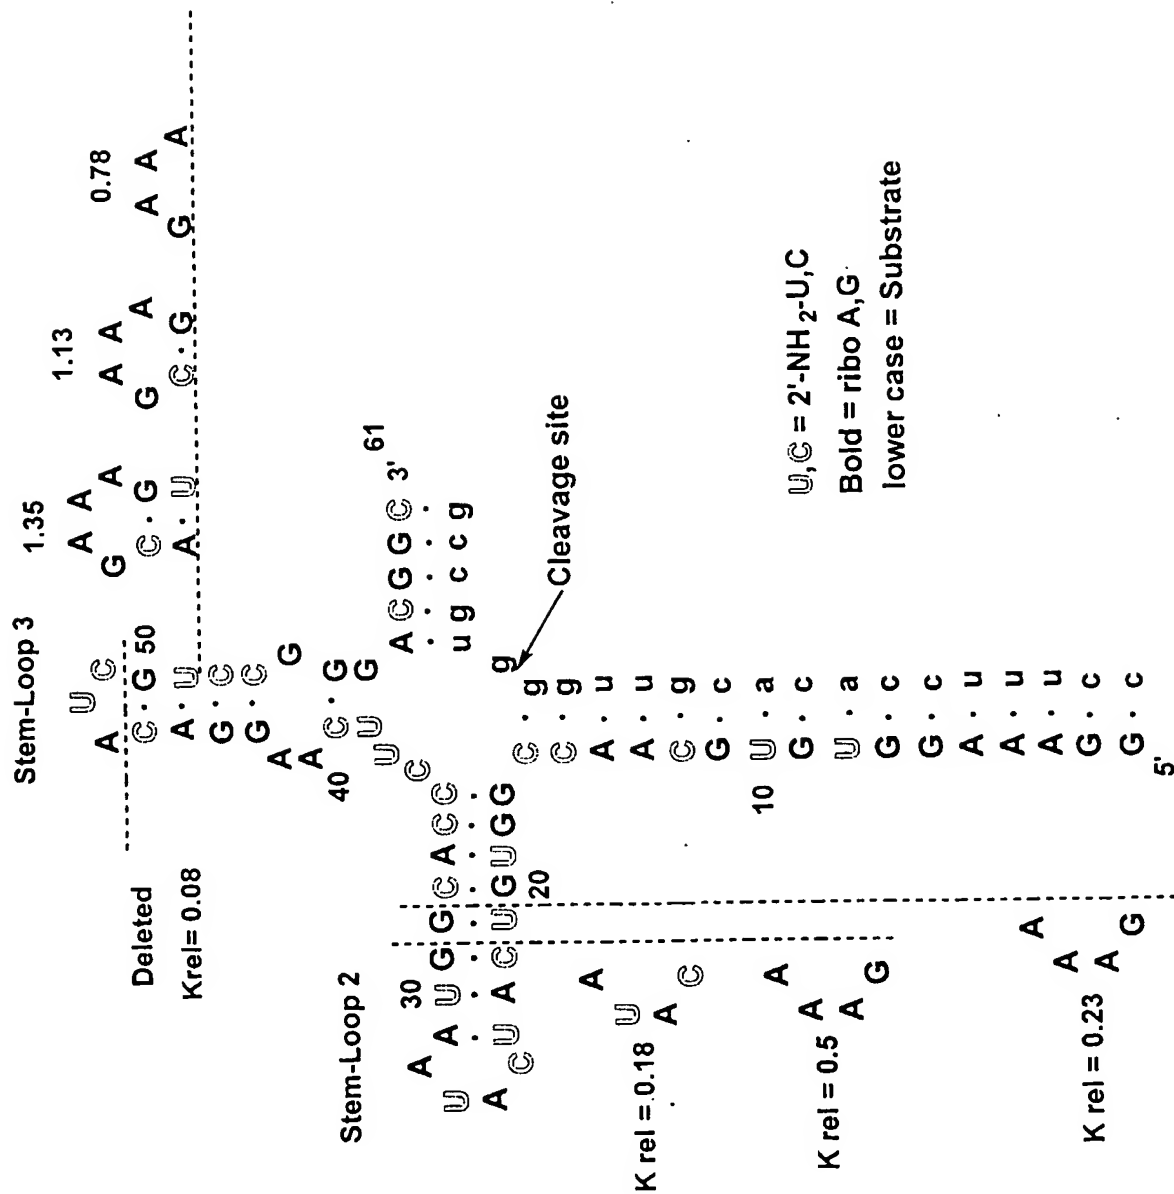 Stem-Loop 3
1.35
1.13
0.78
A U C
G A A A
G A A A
G A A A
C · G 50
C · G
A · U
A · U
C · G
Deleted
Krel= 0.08
G · C
G · C
A G
A
40
C · G
U G
U
C
A C G G C 3'
61
· · · · ·
u g c c g
Stem-Loop 2
30
A A U G G C A C C
U
A C U A C U G U G G
20
g
Cleavage site
C · g
C · g
A · u
A · u
C · g
G · c
10
U · a
G · c
U · a
G · c
G · c
A · u
A · u
A · u
G · c
G · c
5'
K rel = 0.18
A U A C
K rel = 0.5
A A A G
K rel = 0.23
A A A G
U,C = 2'-NH2-U,C
Bold = ribo A,G
lower case = Substrate